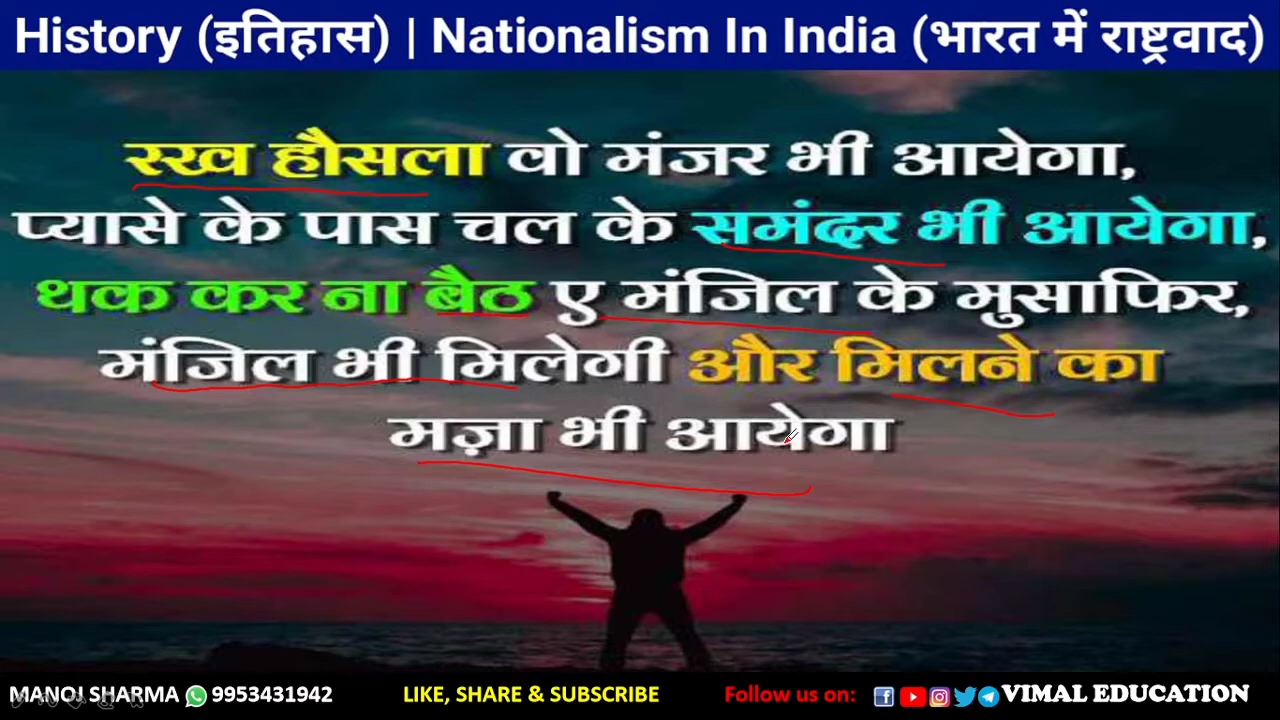 History (इतिहास) | Nationalism In India (भारत में राष्ट्रवाद)
रख हौसला वो मंजर भी आयेगा,
प्यासे के पास चल के समंदर भी आयेगा,
थक कर ना बैठ ए मंजिल के मुसाफिर,
मंजिल भी मिलेगी और मिलने का
मज़ा भी आयेगा
MANOJ SHARMA 9953431942 LIKE, SHARE & SUBSCRIBE Follow us on: VIMAL EDUCATION